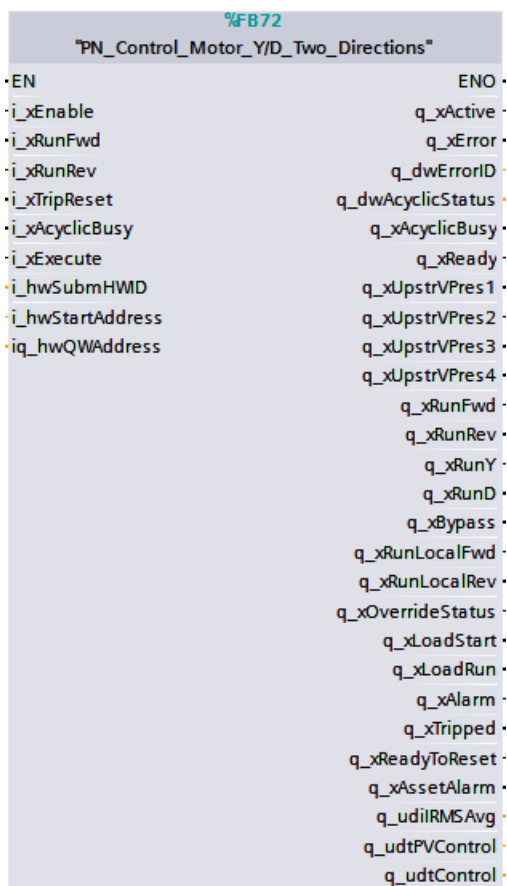 %FB72
"PN_Control_Motor_Y/D_Two_Directions"
EN ENO
i_xEnable q_xActive
i_xRunFwd q_xError
i_xRunRev q_dwErrorID
i_xTripReset q_dwAcyclicStatus
i_xAcyclicBusy q_xAcyclicBusy
i_xExecute q_xReady
i_hwSubmHWID q_xUpstrVPres1
i_hwStartAddress q_xUpstrVPres2
iq_hwQWAddress q_xUpstrVPres3
q_xUpstrVPres4
q_xRunFwd
q_xRunRev
q_xRunY
q_xRunD
q_xBypass
q_xRunLocalFwd
q_xRunLocalRev
q_xOverrideStatus
q_xLoadStart
q_xLoadRun
q_xAlarm
q_xTripped
q_xReadyToReset
q_xAssetAlarm
q_udiIRMSAvg
q_udtPVControl
q_udtControl